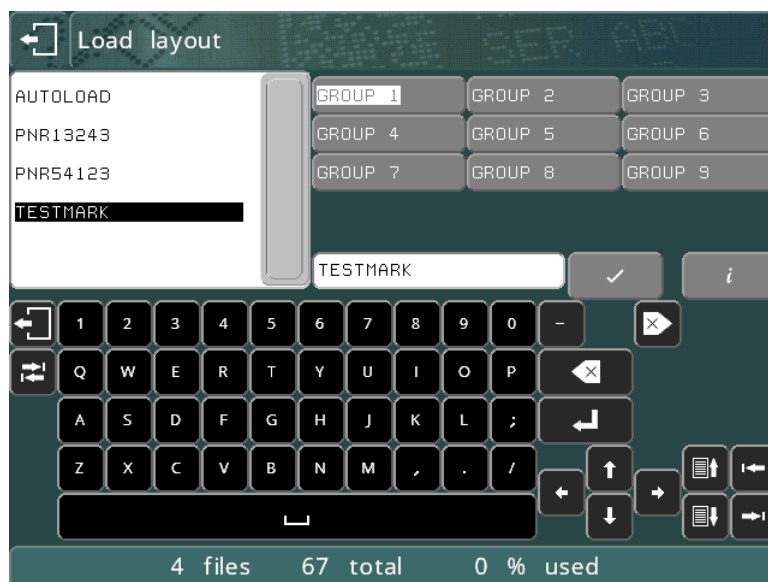 Load layout
AUTOLOAD
PNR13243
PNR54123
TESTMARK
GROUP 1 GROUP 2 GROUP 3
GROUP 4 GROUP 5 GROUP 6
GROUP 7 GROUP 8 GROUP 9
TESTMARK
i
1 2 3 4 5 6 7 8 9 0 -
Q W E R T Y U I O P
A S D F G H J K L ;
Z X C V B N M , . /
4 files 67 total 0 % used